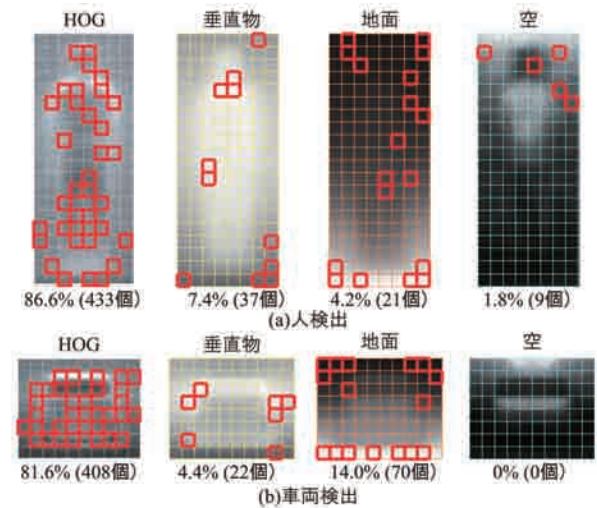 HOG 垂直物 地面 空
86.6% (433個) 7.4% (37個) 4.2% (21個) 1.8% (9個)
(a)人検出
HOG 垂直物 地面 空
81.6% (408個) 4.4% (22個) 14.0% (70個) 0% (0個)
(b)車両検出